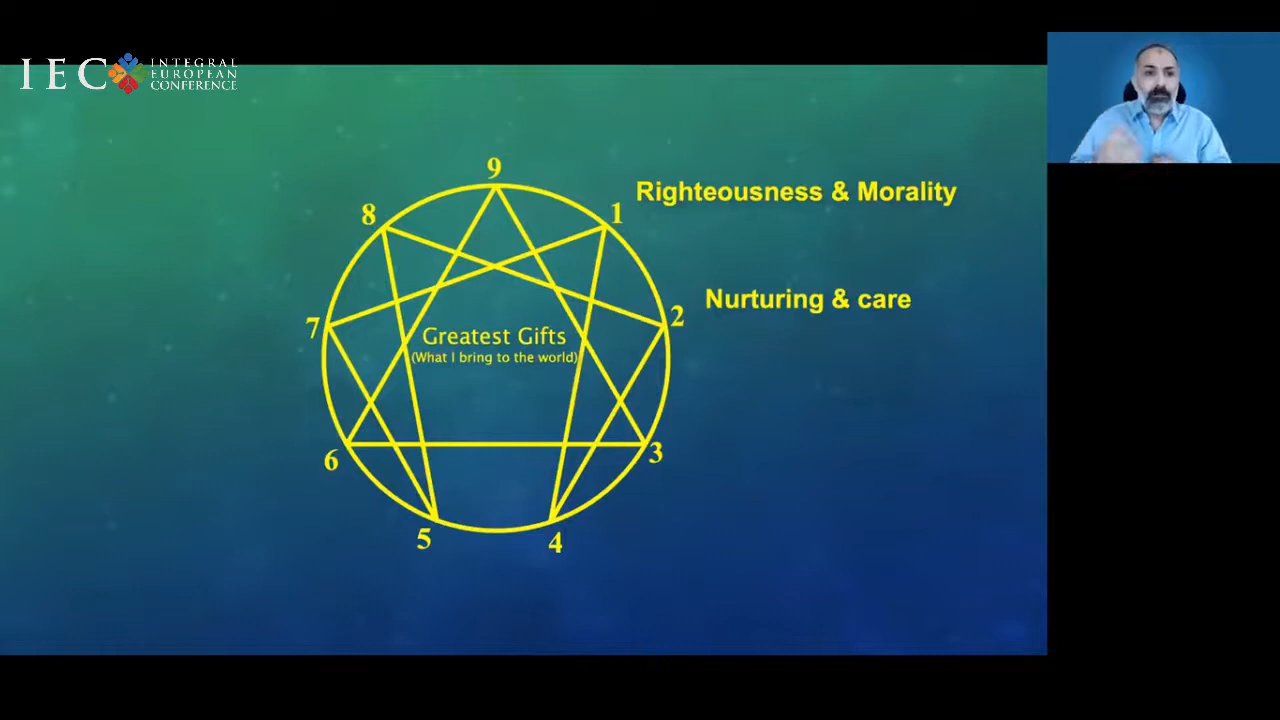 IEC INTEGRAL
EUROPEAN
CONFERENCE
9
8
1
Righteousness & Morality
Nurturing & care
7
2
Greatest Gifts
(What I bring to the world)
6
3
5
4